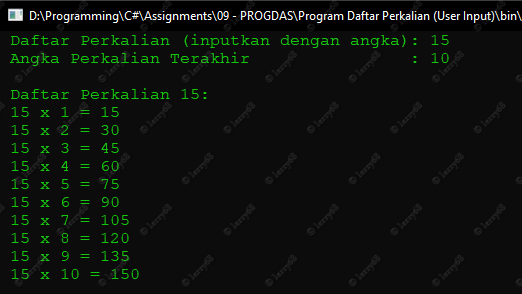 D:\Programming\C#\Assignments\09 - PROGDAS\Program Daftar Perkalian (User Input)\bin\
Daftar Perkalian (inputkan dengan angka): 15
Angka Perkalian Terakhir                : 10
Daftar Perkalian 15:
15 x 1 = 15
15 x 2 = 30
15 x 3 = 45
15 x 4 = 60
15 x 5 = 75
15 x 6 = 90
15 x 7 = 105
15 x 8 = 120
15 x 9 = 135
15 x 10 = 150